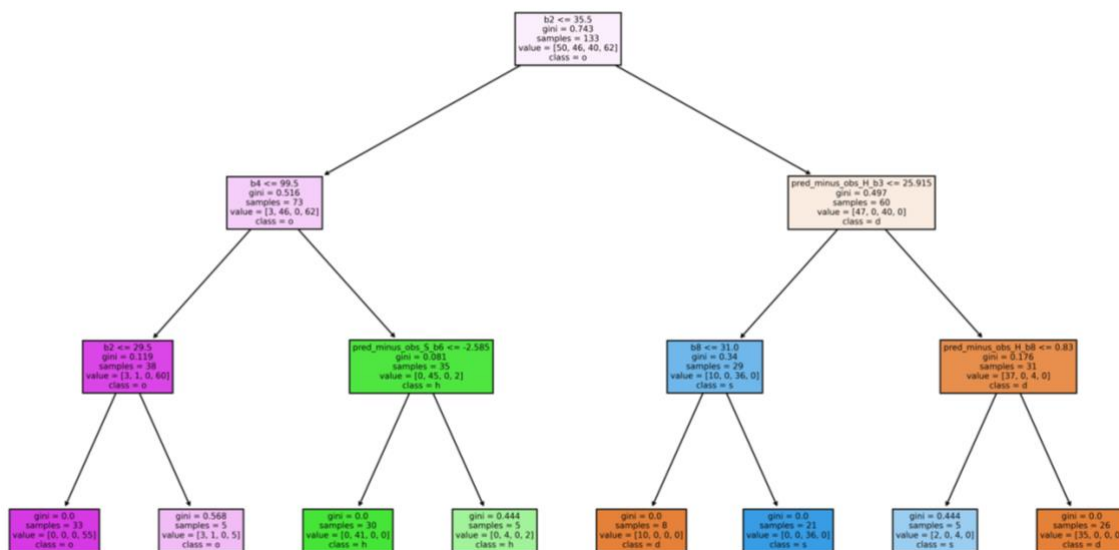 b2 <= 35.5
gini = 0.743
samples = 133
value = [50, 46, 40, 62]
class = o
b4 <= 99.5
gini = 0.516
samples = 73
value = [3, 46, 0, 62]
class = o
pred_minus_obs_H_b3 <= 25.915
gini = 0.497
samples = 60
value = [47, 0, 40, 0]
class = d
b2 <= 29.5
gini = 0.119
samples = 38
value = [3, 1, 0, 60]
class = o
pred_minus_obs_S_b6 <= -2.585
gini = 0.081
samples = 35
value = [0, 45, 0, 2]
class = h
b8 <= 31.0
gini = 0.34
samples = 29
value = [10, 0, 36, 0]
class = s
pred_minus_obs_H_b8 <= 0.83
gini = 0.176
samples = 31
value = [37, 0, 4, 0]
class = d
gini = 0.0
samples = 33
value = [0, 0, 0, 55]
class = o
gini = 0.568
samples = 5
value = [3, 1, 0, 5]
class = o
gini = 0.0
samples = 30
value = [0, 41, 0, 0]
class = h
gini = 0.444
samples = 5
value = [0, 4, 0, 2]
class = h
gini = 0.0
samples = 8
value = [10, 0, 0, 0]
class = d
gini = 0.0
samples = 21
value = [0, 0, 36, 0]
class = s
gini = 0.444
samples = 5
value = [2, 0, 4, 0]
class = s
gini = 0.0
samples = 26
value = [35, 0, 0, 0]
class = d